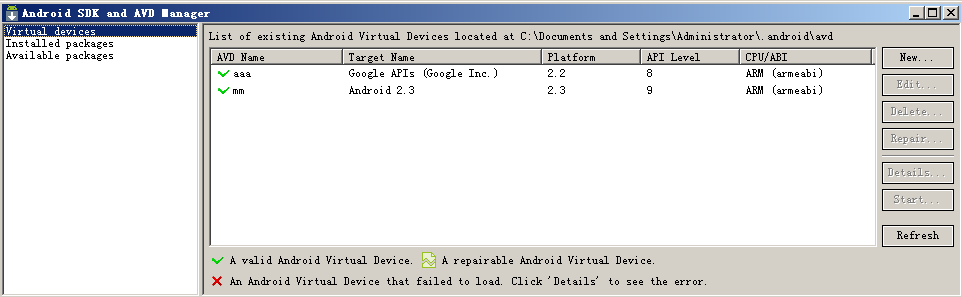 Android SDK and AVD Manager
Virtual devices
Installed packages
Available packages
List of existing Android Virtual Devices located at C:\Documents and Settings\Administrator\.android\avd
AVD Name Target Name Platform API Level CPU/ABI
aaa Google APIs (Google Inc.) 2.2 8 ARM (armeabi)
mm Android 2.3 2.3 9 ARM (armeabi)
New...
Edit...
Delete...
Repair...
Details...
Start...
Refresh
A valid Android Virtual Device. A repairable Android Virtual Device.
An Android Virtual Device that failed to load. Click 'Details' to see the error.